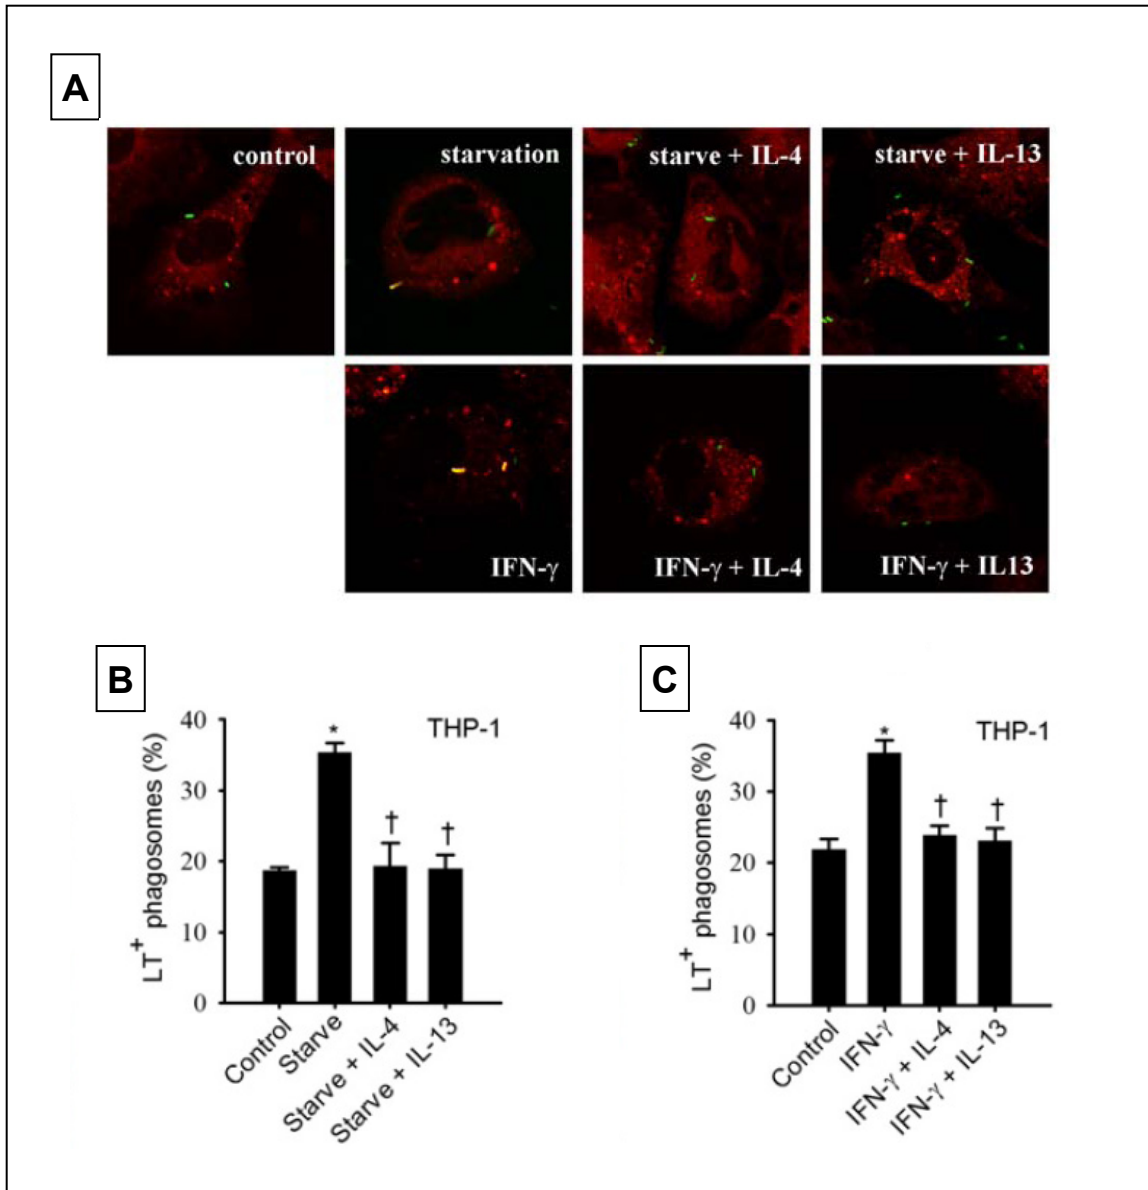 A
control
starvation
starve + IL-4
starve + IL-13
IFN-γ
IFN-γ + IL-4
IFN-γ + IL13
B
THP-1
LT+ phagosomes (%)
40
30
20
10
0
*
†
†
Control
Starve
Starve + IL-4
Starve + IL-13
C
THP-1
LT+ phagosomes (%)
40
30
20
10
0
*
†
†
Control
IFN-γ
IFN-γ + IL-4
IFN-γ + IL-13